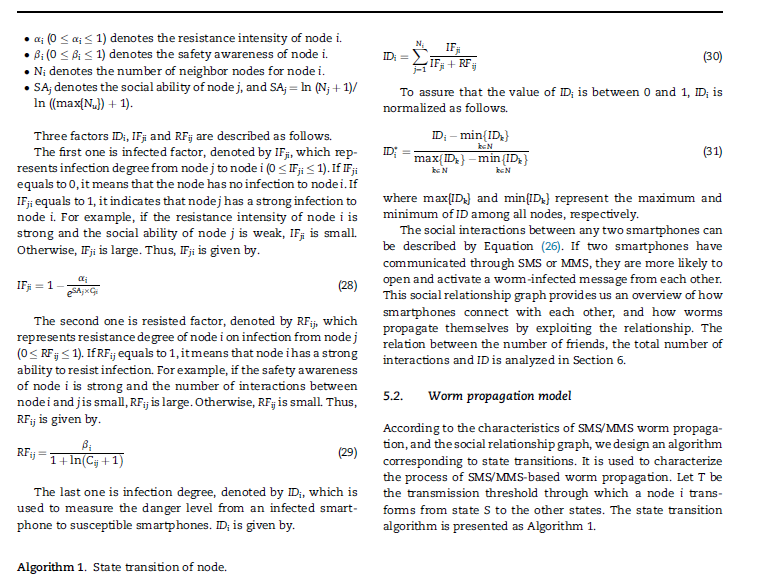 • αi (0 ≤ αi ≤ 1) denotes the resistance intensity of node i.
• βi (0 ≤ βi ≤ 1) denotes the safety awareness of node i.
• Ni denotes the number of neighbor nodes for node i.
• SAj denotes the social ability of node j, and SAj = ln (Nj + 1)/
ln ((max{Nu}) + 1).
Three factors IDi, IFji and RFij are described as follows.
The first one is infected factor, denoted by IFji, which rep-
resents infection degree from node j to node i (0 ≤ IFji ≤ 1). If IFji
equals to 0, it means that the node has no infection to node i. If
IFji equals to 1, it indicates that node j has a strong infection to
node i. For example, if the resistance intensity of node i is
strong and the social ability of node j is weak, IFji is small.
Otherwise, IFji is large. Thus, IFji is given by.
IFji = 1 − αi / e^(SAj×Cji) (28)
The second one is resisted factor, denoted by RFij, which
represents resistance degree of node i on infection from node j
(0 ≤ RFij ≤ 1). If RFij equals to 1, it means that node i has a strong
ability to resist infection. For example, if the safety awareness
of node i is strong and the number of interactions between
node i and j is small, RFij is large. Otherwise, RFij is small. Thus,
RFij is given by.
RFij = βi / (1 + ln(Cij + 1)) (29)
The last one is infection degree, denoted by IDi, which is
used to measure the danger level from an infected smart-
phone to susceptible smartphones. IDi is given by.
IDi = ∑_{j=1}^{Ni} IFji / (IFji + RFij) (30)
To assure that the value of IDi is between 0 and 1, IDi is
normalized as follows.
IDi* = (IDi − min{IDk} k∈N) / (max{IDk} k∈N − min{IDk} k∈N) (31)
where max{IDk} and min{IDk} represent the maximum and
minimum of ID among all nodes, respectively.
The social interactions between any two smartphones can
be described by Equation (26). If two smartphones have
communicated through SMS or MMS, they are more likely to
open and activate a worm-infected message from each other.
This social relationship graph provides us an overview of how
smartphones connect with each other, and how worms
propagate themselves by exploiting the relationship. The
relation between the number of friends, the total number of
interactions and ID is analyzed in Section 6.
5.2. Worm propagation model
According to the characteristics of SMS/MMS worm propaga-
tion, and the social relationship graph, we design an algorithm
corresponding to state transitions. It is used to characterize
the process of SMS/MMS-based worm propagation. Let T be
the transmission threshold through which a node i trans-
forms from state S to the other states. The state transition
algorithm is presented as Algorithm 1.
Algorithm 1. State transition of node.